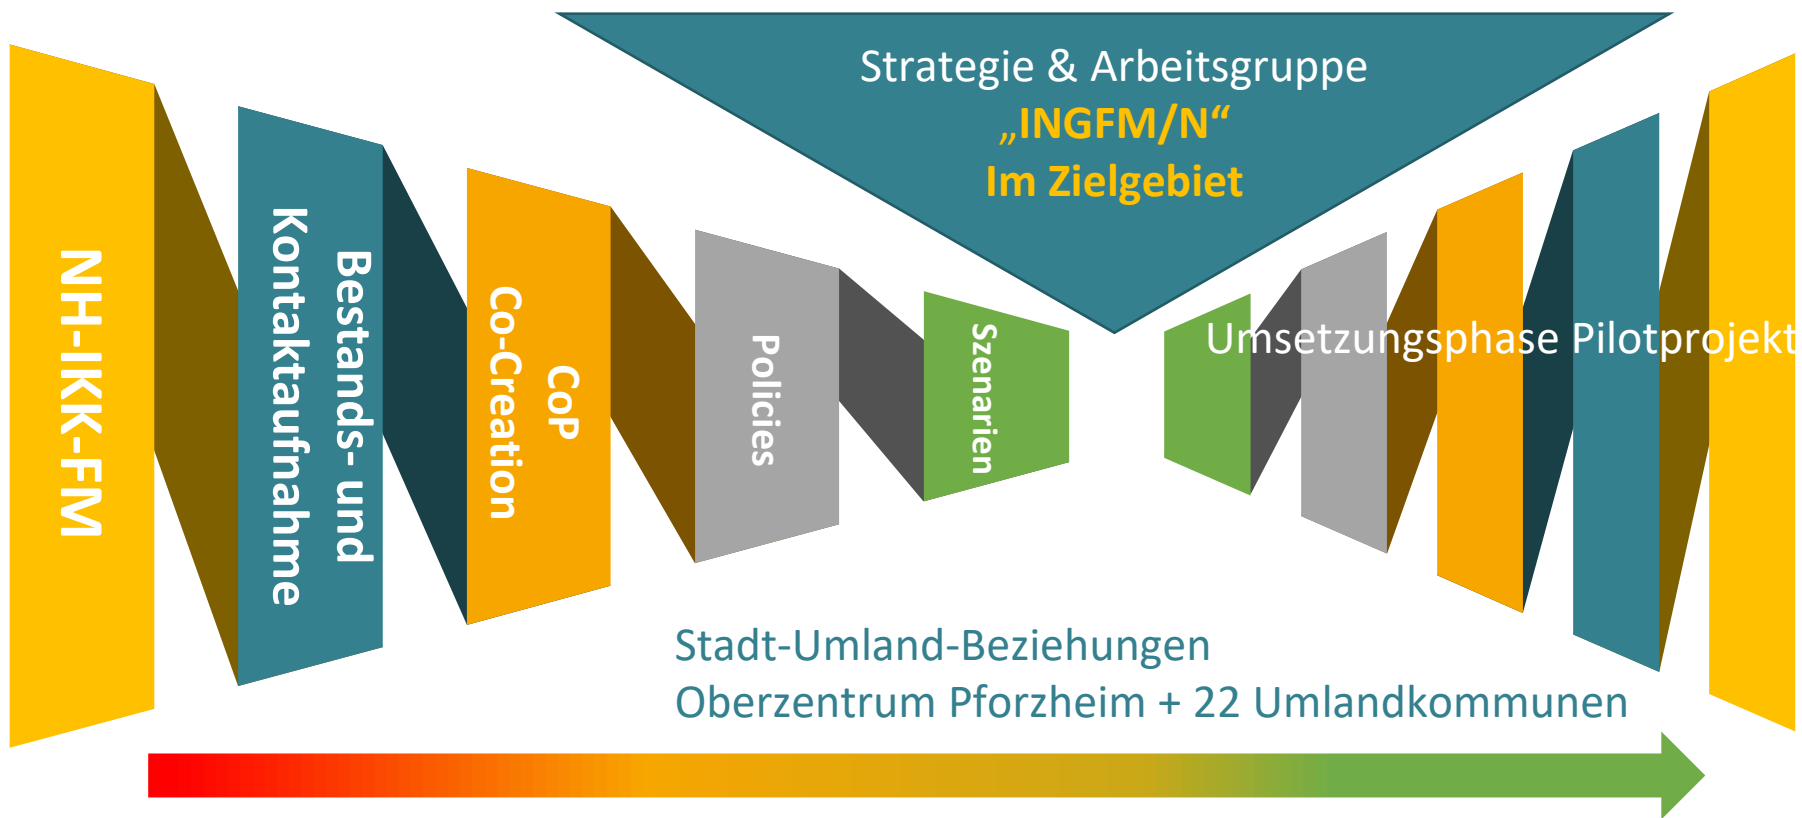 Strategie & Arbeitsgruppe
„INGFM/N“
Im Zielgebiet
NH-IKK-FM
Bestands- und
Kontaktaufnahme
CoP
Co-Creation
Policies
Szenarien
Umsetzungsphase Pilotprojekt
Stadt-Umland-Beziehungen
Oberzentrum Pforzheim + 22 Umlandkommunen